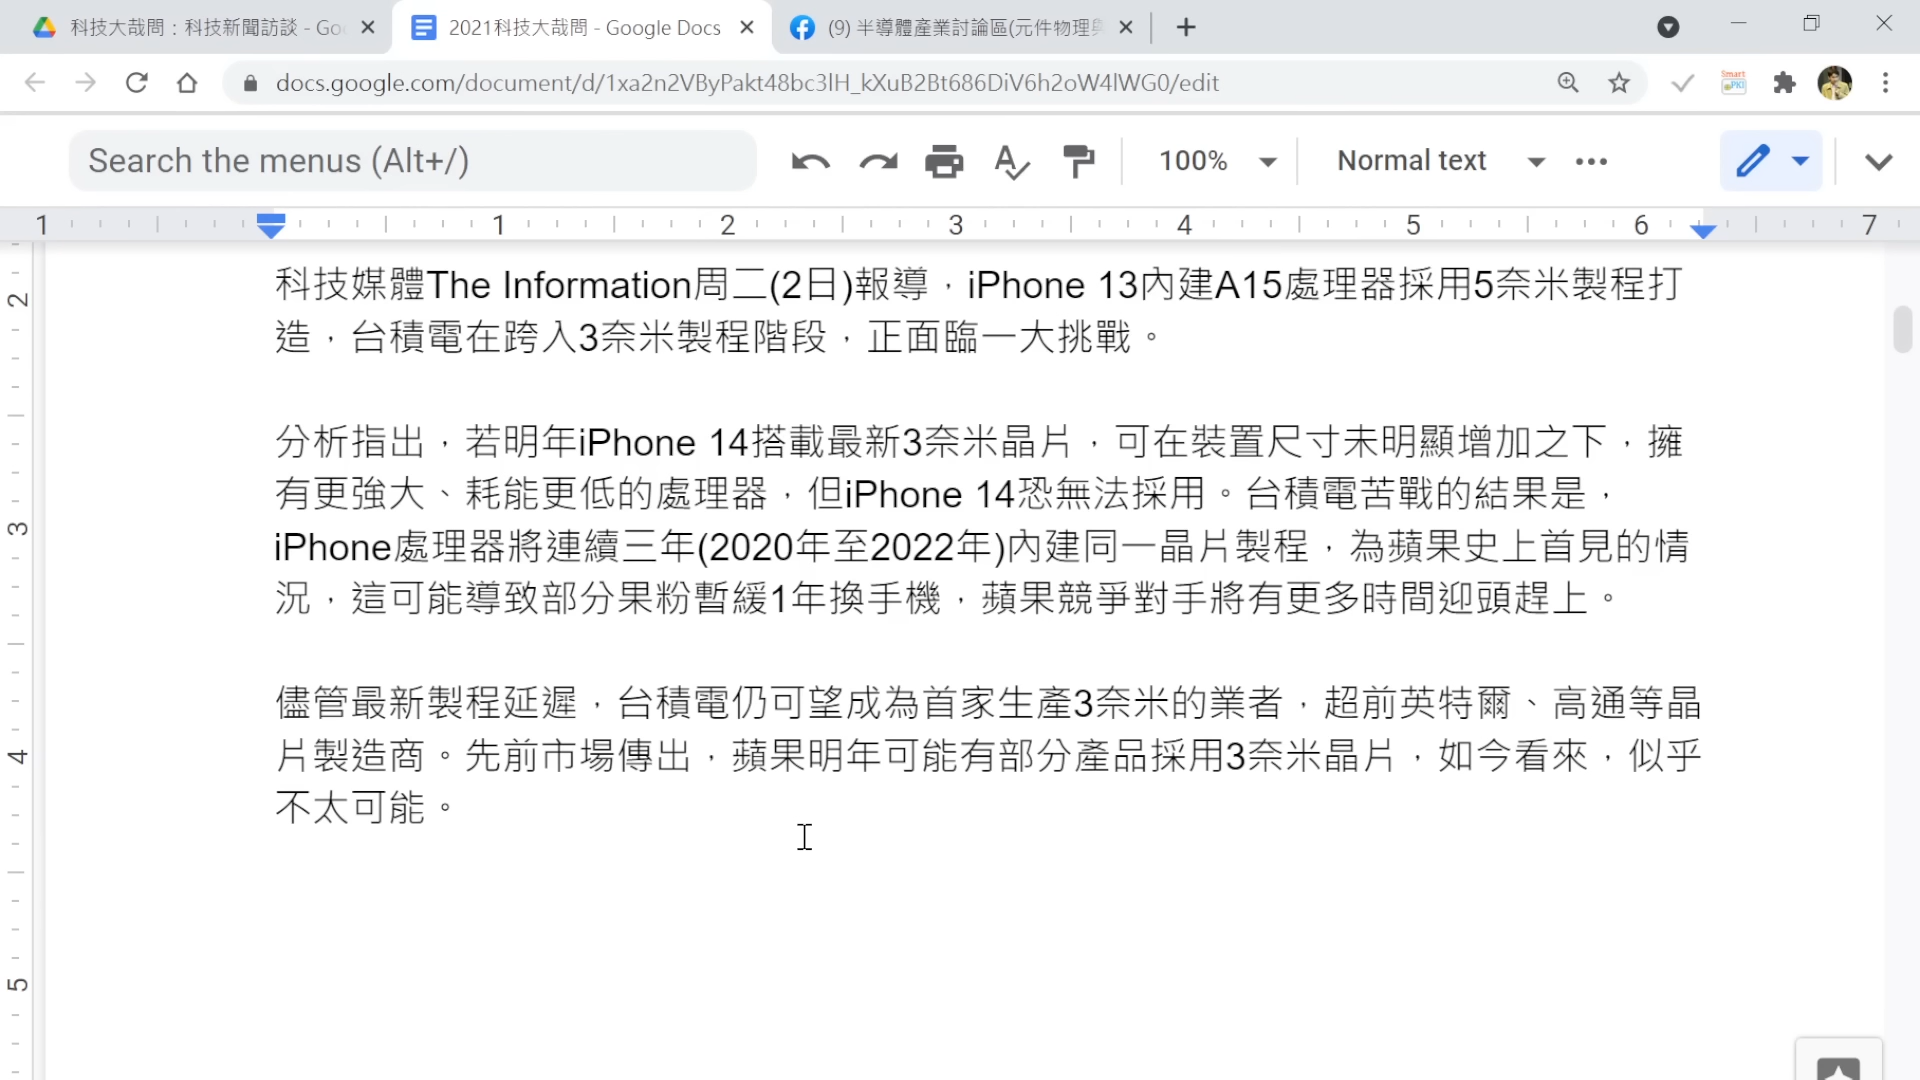 科技大哉問：科技新聞訪談 - Go
2021科技大哉問 - Google Docs
(9) 半導體產業討論區(元件物理與
docs.google.com/document/d/1xa2n2VByPakt48bc3lH_kXuB2Bt686DiV6h2oW4lWG0/edit
Smart
PKI
Search the menus (Alt+/)
100%
Normal text
1 1 2 3 4 5 6 7
2
3
4
5
科技媒體The Information周二(2日)報導，iPhone 13內建A15處理器採用5奈米製程打
造，台積電在跨入3奈米製程階段，正面臨一大挑戰。
分析指出，若明年iPhone 14搭載最新3奈米晶片，可在裝置尺寸未明顯增加之下，擁
有更強大、耗能更低的處理器，但iPhone 14恐無法採用。台積電苦戰的結果是，
iPhone處理器將連續三年(2020年至2022年)內建同一晶片製程，為蘋果史上首見的情
況，這可能導致部分果粉暫緩1年換手機，蘋果競爭對手將有更多時間迎頭趕上。
儘管最新製程延遲，台積電仍可望成為首家生產3奈米的業者，超前英特爾、高通等晶
片製造商。先前市場傳出，蘋果明年可能有部分產品採用3奈米晶片，如今看來，似乎
不太可能。